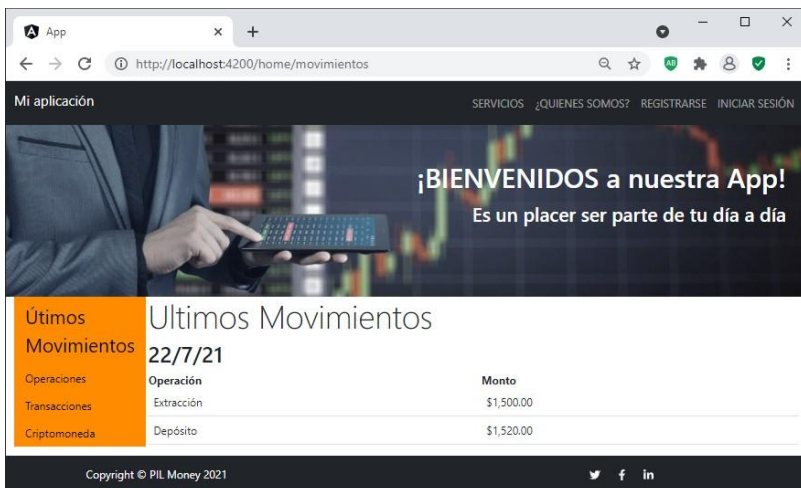 App
http://localhost:4200/home/movimientos
AB
Mi aplicación
SERVICIOS ¿QUIENES SOMOS? REGISTRARSE INICIAR SESIÓN
¡BIENVENIDOS a nuestra App!
Es un placer ser parte de tu día a día
Útimos
Movimientos
Operaciones
Transacciones
Criptomoneda
Ultimos Movimientos
22/7/21
Operación Monto
Extracción $1,500.00
Depósito $1,520.00
Copyright © PIL Money 2021